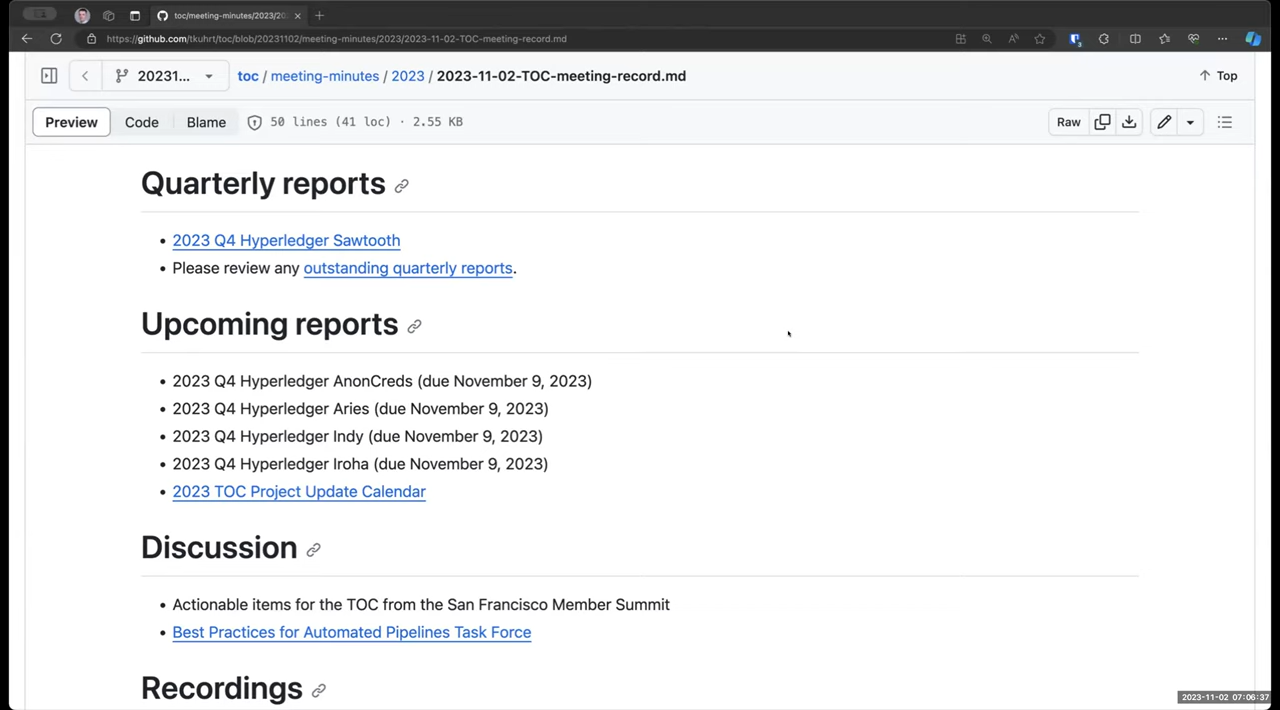 toc/meeting-minutes/2023/20
https://github.com/tkuhrt/toc/blob/20231102/meeting-minutes/2023/2023-11-02-TOC-meeting-record.md
20231...
toc / meeting-minutes / 2023 / 2023-11-02-TOC-meeting-record.md
Top
Preview
Code
Blame
50 lines (41 loc) · 2.55 KB
Raw
Quarterly reports
• 2023 Q4 Hyperledger Sawtooth
• Please review any outstanding quarterly reports.
Upcoming reports
• 2023 Q4 Hyperledger AnonCreds (due November 9, 2023)
• 2023 Q4 Hyperledger Aries (due November 9, 2023)
• 2023 Q4 Hyperledger Indy (due November 9, 2023)
• 2023 Q4 Hyperledger Iroha (due November 9, 2023)
• 2023 TOC Project Update Calendar
Discussion
• Actionable items for the TOC from the San Francisco Member Summit
• Best Practices for Automated Pipelines Task Force
Recordings
2023-11-02 07:06:37